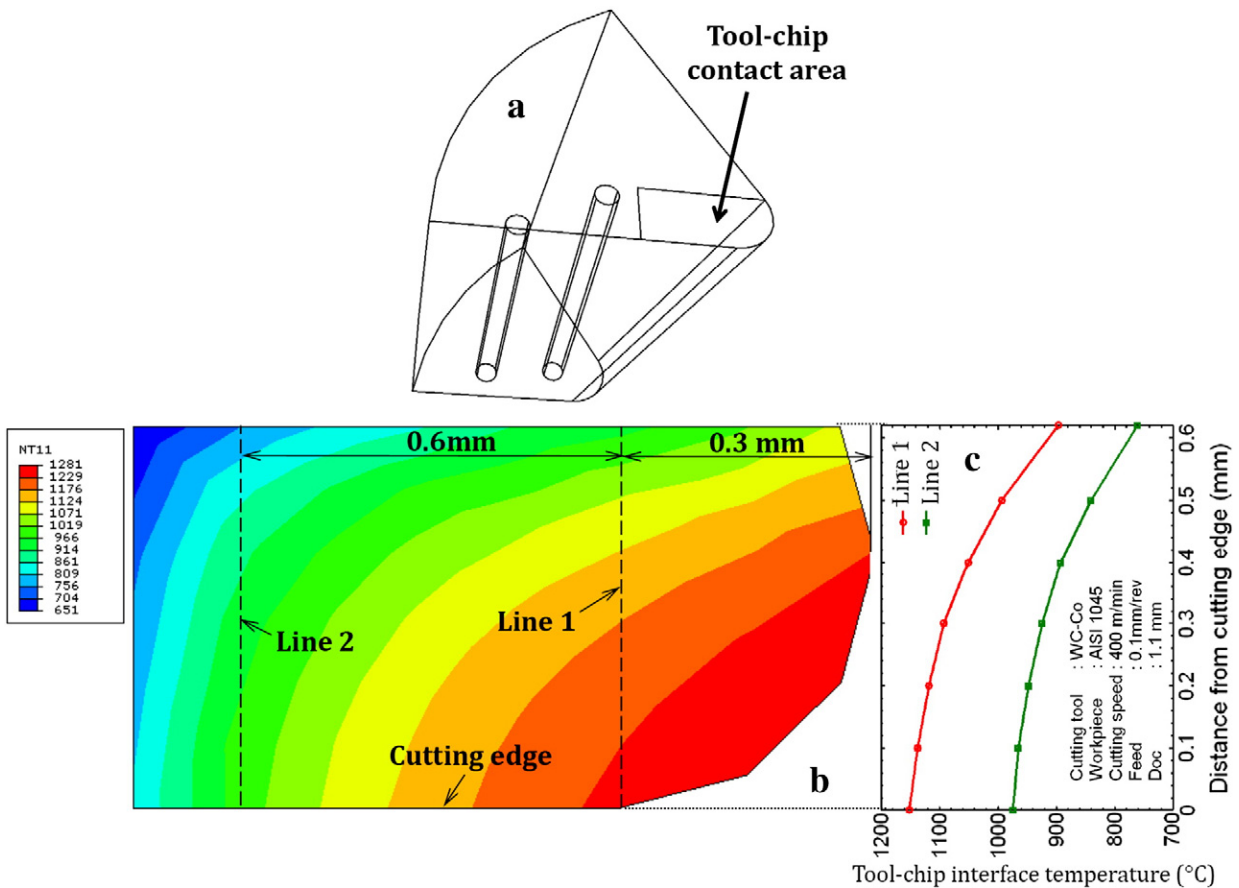 Tool-chip
contact area
a
NT11
1281
1229
1176
1124
1071
1019
966
914
861
809
756
704
651
0.6mm
0.3 mm
Line 2
Line 1
Cutting edge
b
c
Line 1
Line 2
Cutting tool : WC-Co
Workpiece : AISI 1045
Cutting speed : 400 m/min
Feed : 0.1mm/rev
Doc : 1.1 mm
0.6
0.5
0.4
0.3
0.2
0.1
0
Distance from cutting edge (mm)
1200
1100
1000
900
800
700
Tool-chip interface temperature (°C)